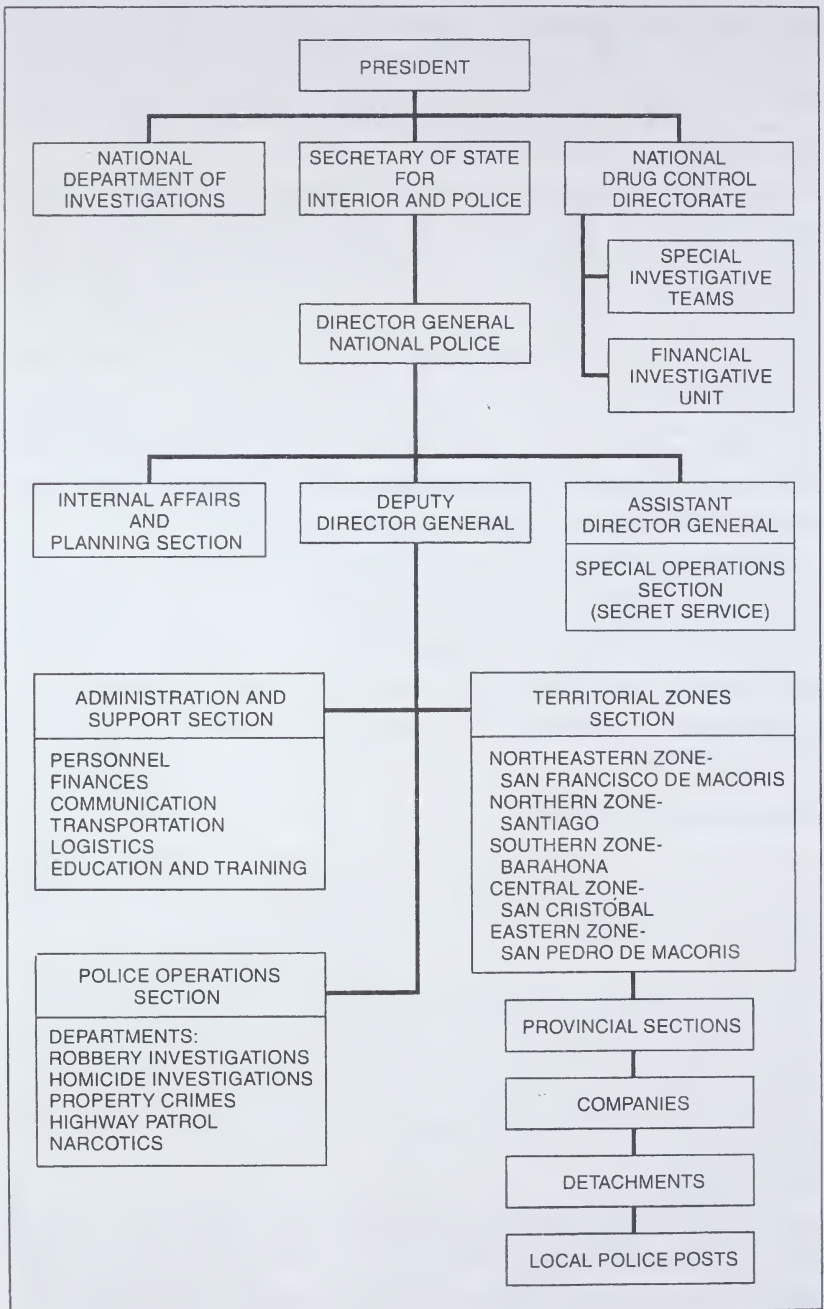 PRESIDENT
NATIONAL
DEPARTMENT OF
INVESTIGATIONS
SECRETARY OF STATE
FOR
INTERIOR AND POLICE
NATIONAL
DRUG CONTROL
DIRECTORATE
SPECIAL
INVESTIGATIVE
TEAMS
DIRECTOR GENERAL
NATIONAL POLICE
FINANCIAL
INVESTIGATIVE
UNIT
INTERNAL AFFAIRS
AND
PLANNING SECTION
DEPUTY
DIRECTOR GENERAL
ASSISTANT
DIRECTOR GENERAL
SPECIAL OPERATIONS
SECTION
(SECRET SERVICE)
ADMINISTRATION AND
SUPPORT SECTION
PERSONNEL
FINANCES
COMMUNICATION
TRANSPORTATION
LOGISTICS
EDUCATION AND TRAINING
TERRITORIAL ZONES
SECTION
NORTHEASTERN ZONE-
SAN FRANCISCO DE MACORIS
NORTHERN ZONE-
SANTIAGO
SOUTHERN ZONE-
BARAHONA
CENTRAL ZONE-
SAN CRISTÓBAL
EASTERN ZONE-
SAN PEDRO DE MACORIS
POLICE OPERATIONS
SECTION
DEPARTMENTS:
ROBBERY INVESTIGATIONS
HOMICIDE INVESTIGATIONS
PROPERTY CRIMES
HIGHWAY PATROL
NARCOTICS
PROVINCIAL SECTIONS
COMPANIES
DETACHMENTS
LOCAL POLICE POSTS